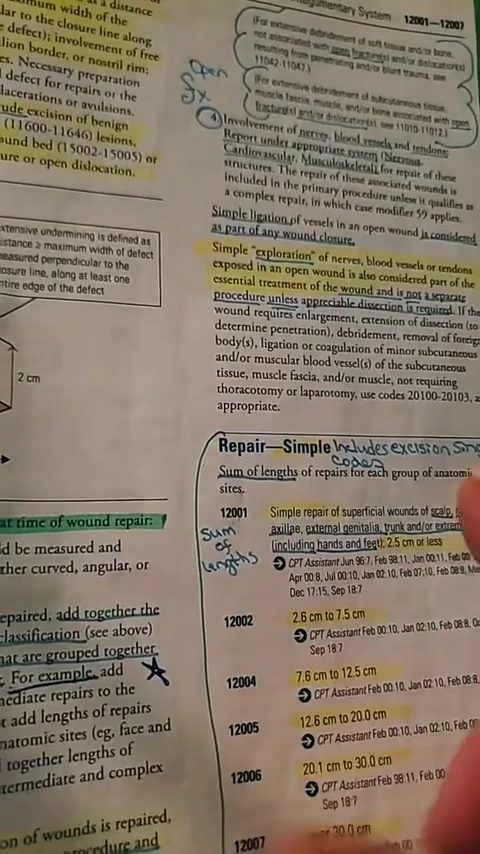 Integumentary System 12001—12007
(For extensive debridement of soft tissue and/or bone,
not associated with open fracture(s) and/or dislocation(s)
resulting from penetrating and/or blunt trauma, see
11042-11047.)
(For extensive debridement of subcutaneous tissue,
muscle fascia, muscle, and/or bone associated with open
fracture(s) and/or dislocation(s), see 11010-11012.)
open
fx
Involvement of nerves, blood vessels and tendons:
Report under appropriate system (Nervous,
Cardiovascular, Musculoskeletal) for repair of these
structures. The repair of these associated wounds is
included in the primary procedure unless it qualifies as
a complex repair, in which case modifier 59 applies.
Simple ligation of vessels in an open wound is considered
as part of any wound closure.
Simple "exploration" of nerves, blood vessels or tendons
exposed in an open wound is also considered part of the
essential treatment of the wound and is not a separate
procedure unless appreciable dissection is required. If the
wound requires enlargement, extension of dissection (to
determine penetration), debridement, removal of foreign
body(s), ligation or coagulation of minor subcutaneous
and/or muscular blood vessel(s) of the subcutaneous
tissue, muscle fascia, and/or muscle, not requiring
thoracotomy or laparotomy, use codes 20100-20103, a
appropriate.
Repair—Simple Includes excision
codes
Sum of lengths of repairs for each group of anatomi
sites.
12001 Simple repair of superficial wounds of scalp,
axillae, external genitalia, trunk and/or extrem
(including hands and feet); 2.5 cm or less
CPT Assistant Jun 96:7, Feb 98:11, Jan 00:11, Feb 00
Apr 00:8, Jul 00:10, Jan 02:10, Feb 07:10, Feb 08:8, Ma
Dec 17:15, Sep 18:7
Sum
of
lengths
12002 2.6 cm to 7.5 cm
CPT Assistant Feb 00:10, Jan 02:10, Feb 08:8,
Sep 18:7
12004 7.6 cm to 12.5 cm
CPT Assistant Feb 00:10, Jan 02:10, Feb 08:8,
12005 12.6 cm to 20.0 cm
CPT Assistant Feb 00:10, Jan 02:10, Feb 0
12006 20.1 cm to 30.0 cm
CPT Assistant Feb 98:11, Feb 00
Sep 18:7
12007 30.0 cm
as a distance
ximum width of the
lar to the closure line along
e defect); involvement of free
ilion border, or nostril rim;
es. Necessary preparation
l defect for repairs or the
lacerations or avulsions.
ude excision of benign
(11600-11646) lesions,
und bed (15002-15005) or
ure or open dislocation.
xtensive undermining is defined as
istance ≥ maximum width of defect
measured perpendicular to the
osure line, along at least one
ntire edge of the defect
2 cm
at time of wound repair:
ld be measured and
ther curved, angular, or
epaired, add together the
lassification (see above)
hat are grouped together
. For example, add
mediate repairs to the
t add lengths of repairs
natomic sites (eg, face and
together lengths of
termediate and complex
on of wounds is repaired,
procedure and